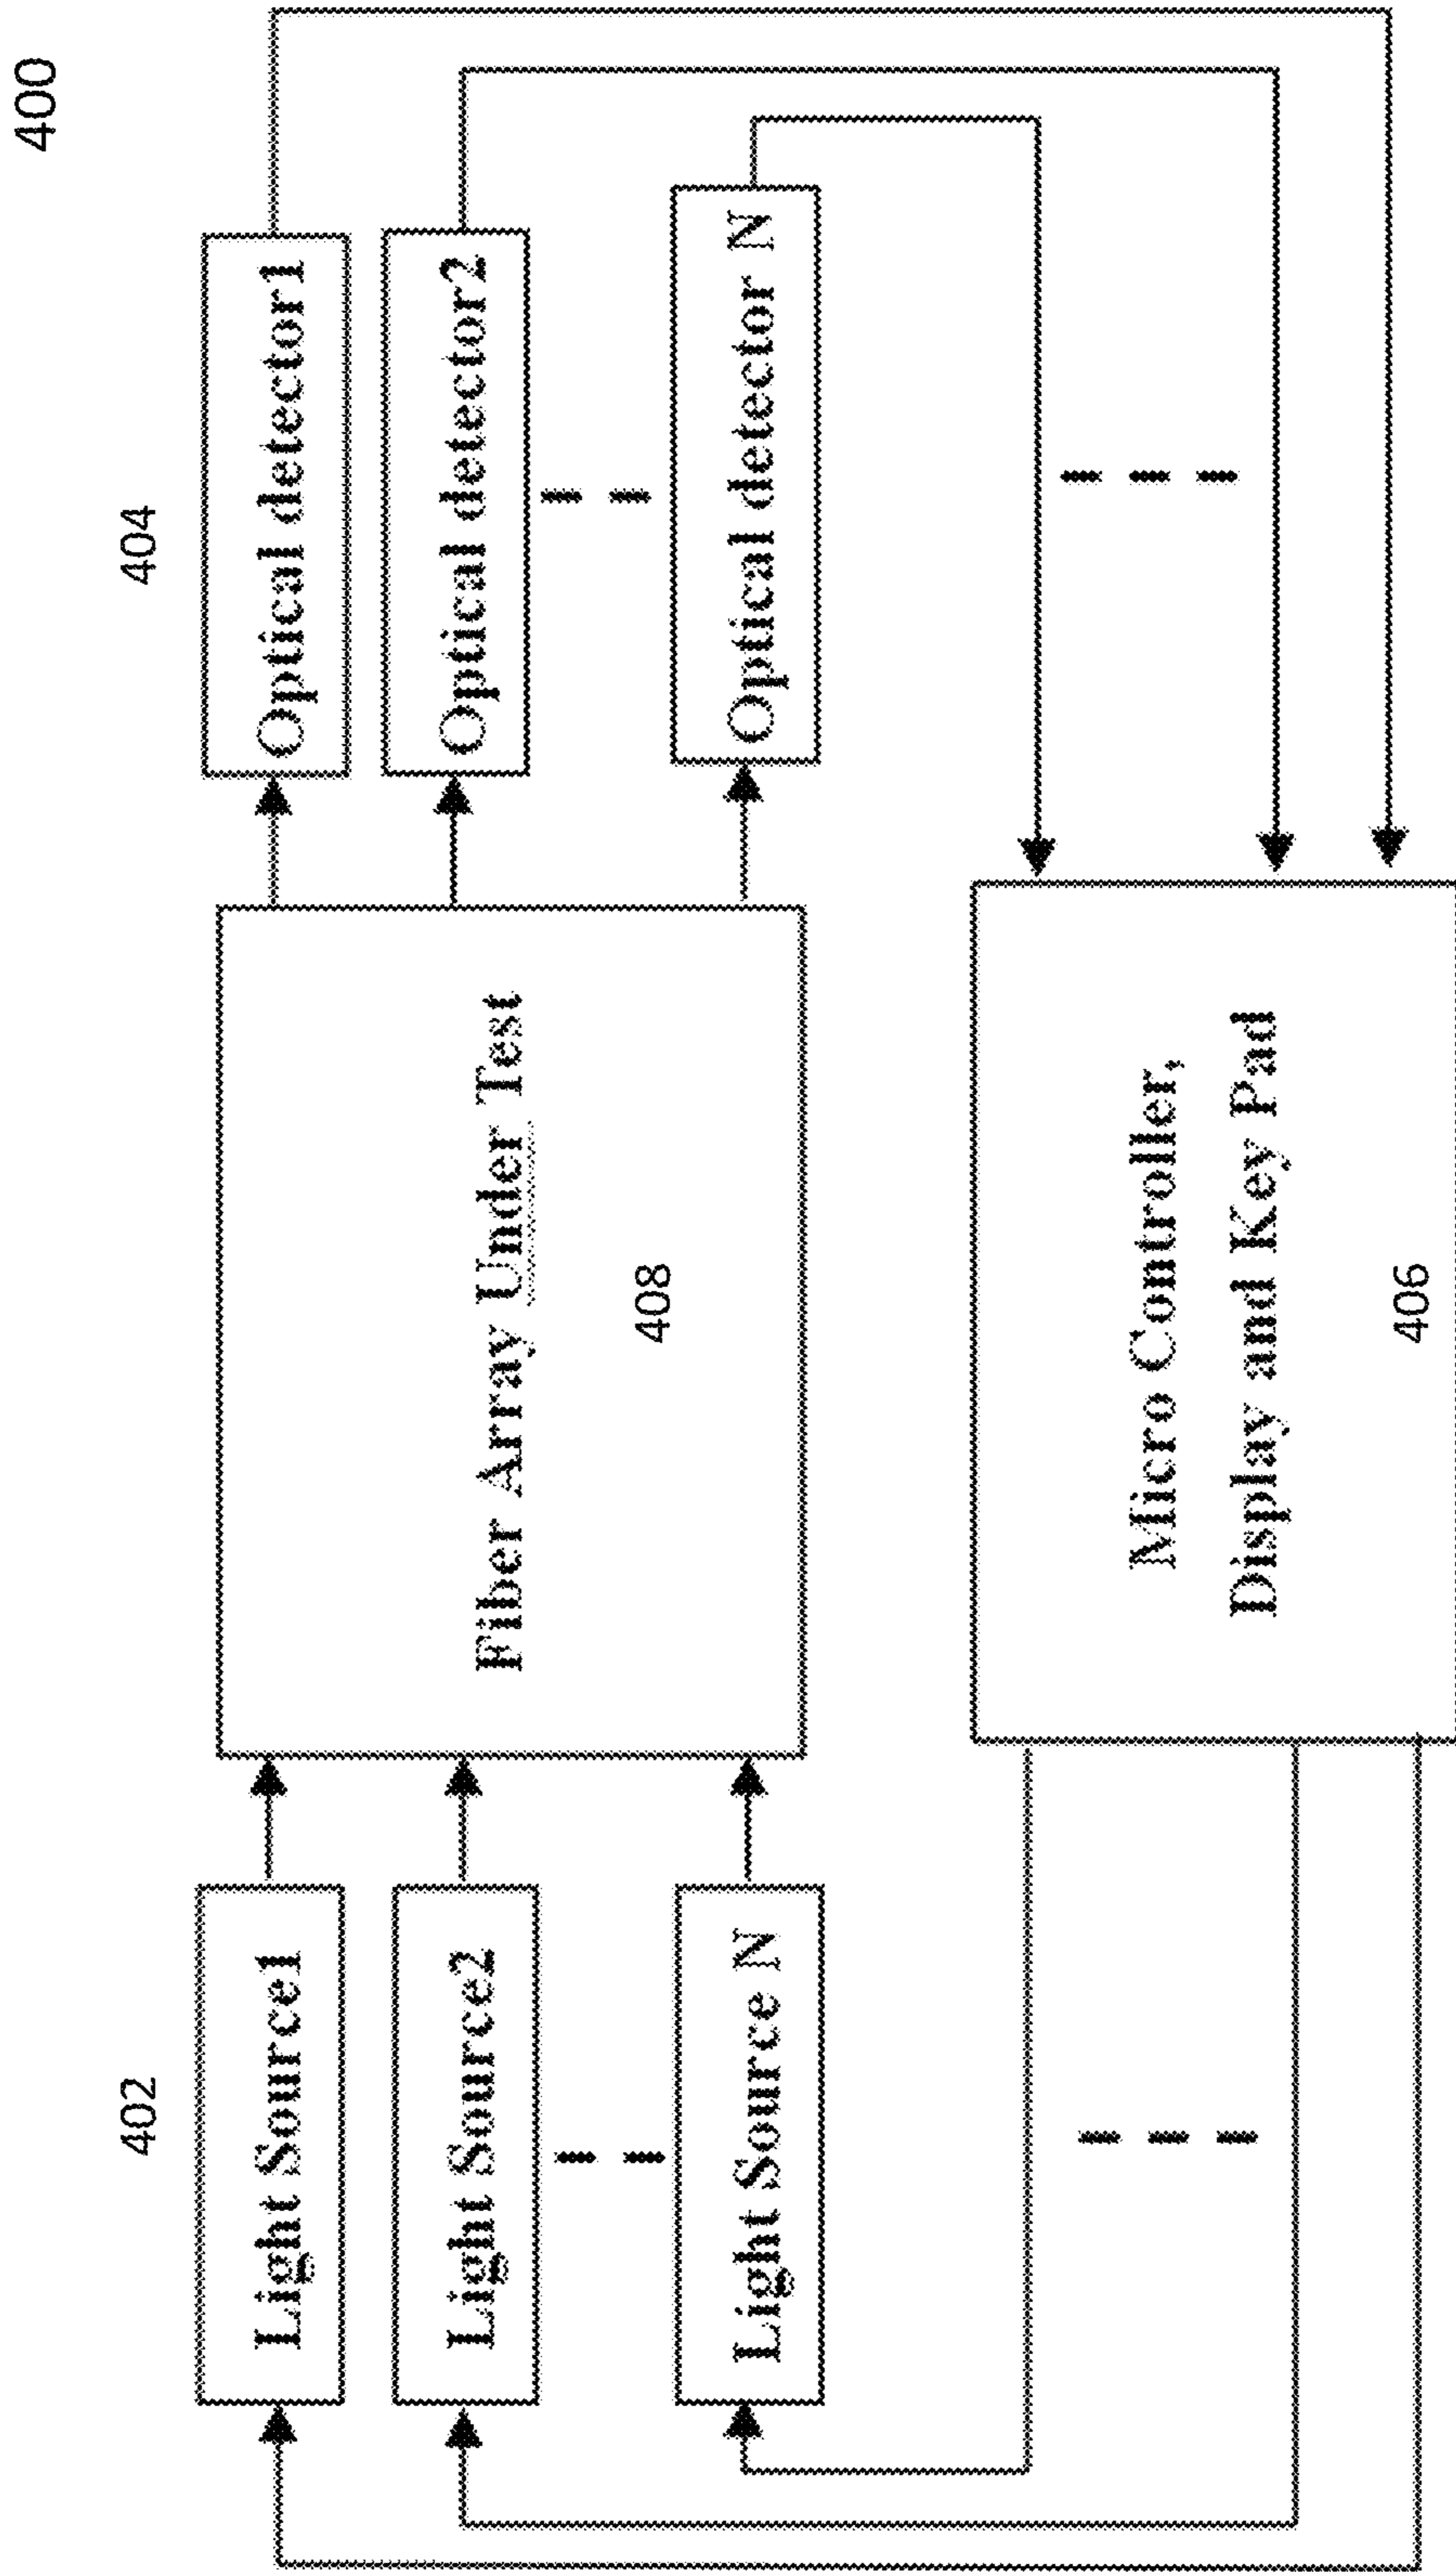 400
402
404
Light Source1
Light Source2
Light Source N
Fiber Array Under Test
408
Optical detector1
Optical detector2
Optical detector N
Micro Controller,
Display and Key Pad
406